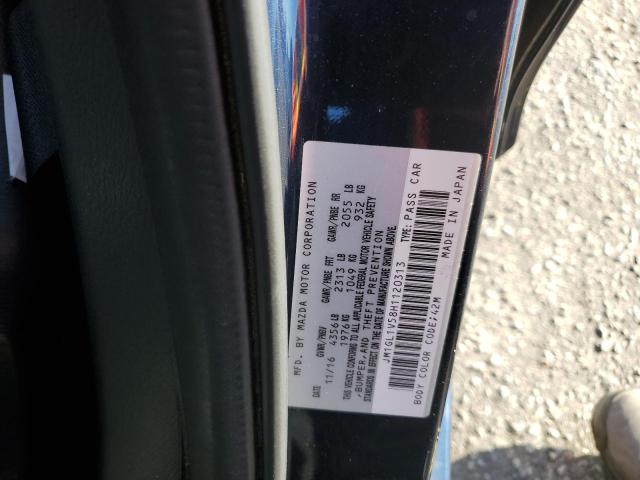 MFD. BY MAZDA MOTOR CORPORATION
DATE GVWR/PNBV GAWR/PNBE FRT GAWR/PNBE RR
11/16 4356 LB 2313 LB 2055 LB
1976 KG 1049 KG 932 KG
THIS VEHICLE CONFORMS TO ALL APPLICABLE FEDERAL MOTOR VEHICLE SAFETY
,BUMPER,AND THEFT PREVENTION
STANDARDS IN EFFECT ON THE DATE OF MANUFACTURE SHOWN ABOVE.
JM1GL1V58H1120313 TYPE: PASS CAR
BODY COLOR CODE;42M MADE IN JAPAN